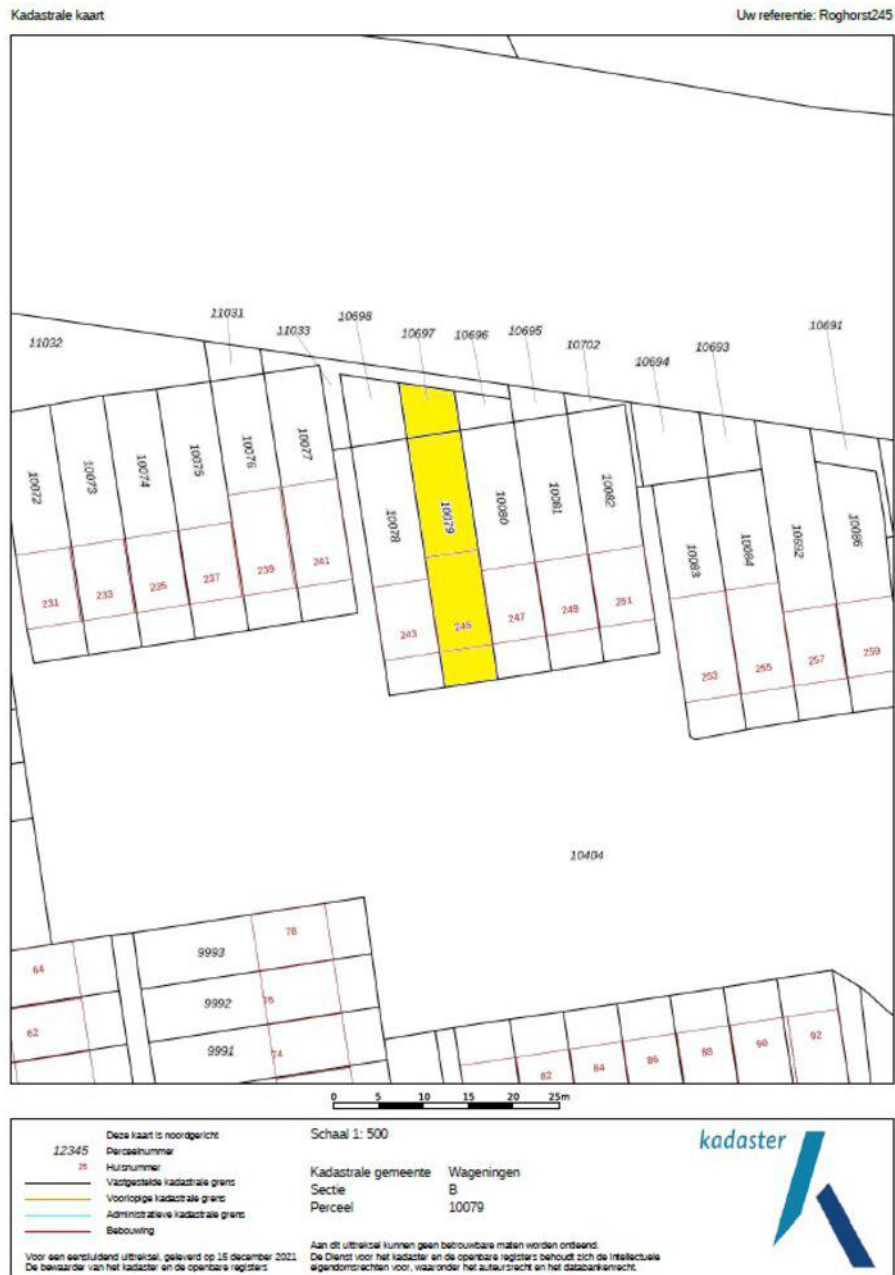 Kadastrale kaart
Uw referentie: Roghorst245
11032
11031
11033
10698
10697
10696
10695
10702
10694
10693
10691
10072
10073
10074
10075
10076
10077
10078
10079
10080
10081
10082
10083
10084
10692
10086
231
233
235
237
239
241
243
245
247
249
251
253
255
257
259
10404
64
62
9993
78
9992
76
9991
74
82
84
86
88
90
92
0 5 10 15 20 25m
Deze kaart is noordgericht
12345 Perceelnummer
25 Huisnummer
Vastgestelde kadastrale grens
Voorlopige kadastrale grens
Administratieve kadastrale grens
Bebouwing
Voor een eensluidend uittreksel, geleverd op 15 december 2021
De bewaarder van het kadaster en de openbare registers
Schaal 1: 500
Kadastrale gemeente Wageningen
Sectie B
Perceel 10079
Aan dit uittreksel kunnen geen betrouwbare maten worden ontleend.
De Dienst voor het kadaster en de openbare registers behoudt zich de intellectuele
eigendomsrechten voor, waaronder het auteursrecht en het databankenrecht.
kadaster